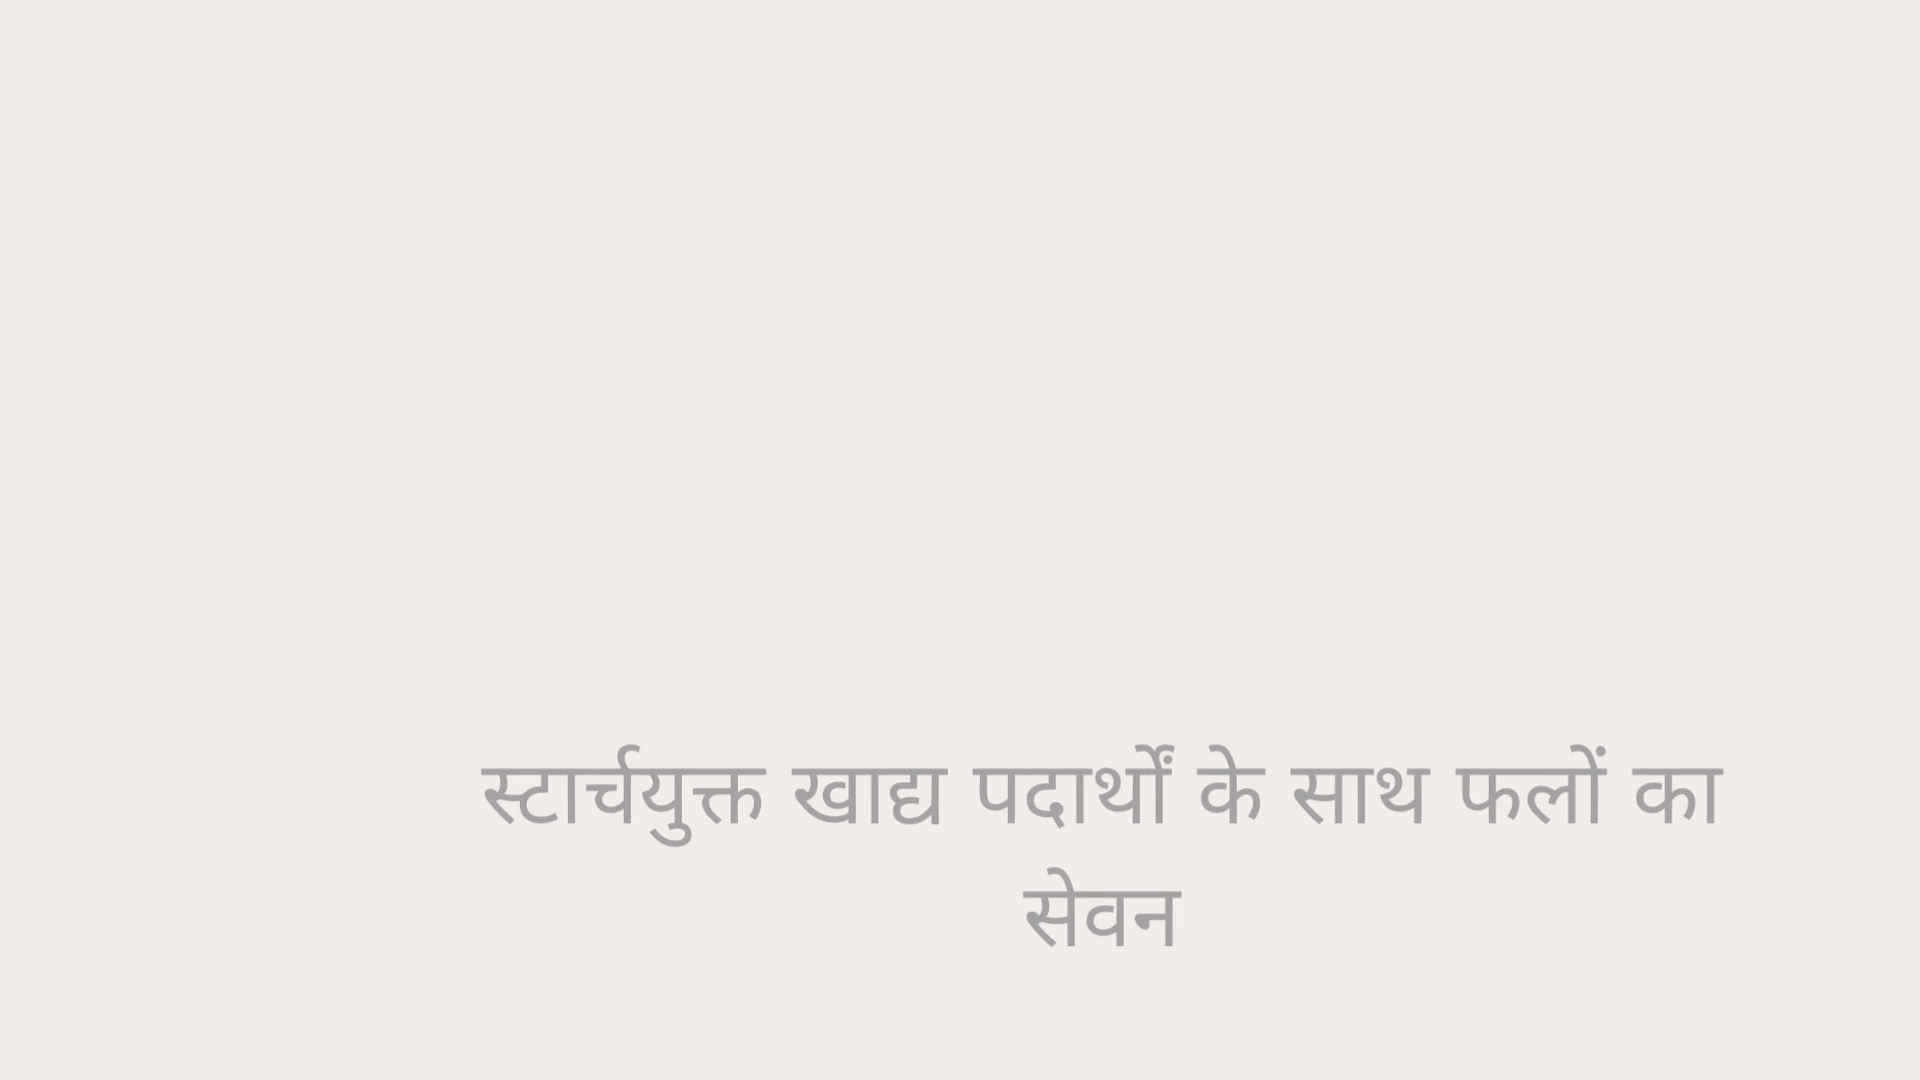 स्टार्चयुक्त खाद्य पदार्थों के साथ फलों का
सेवन